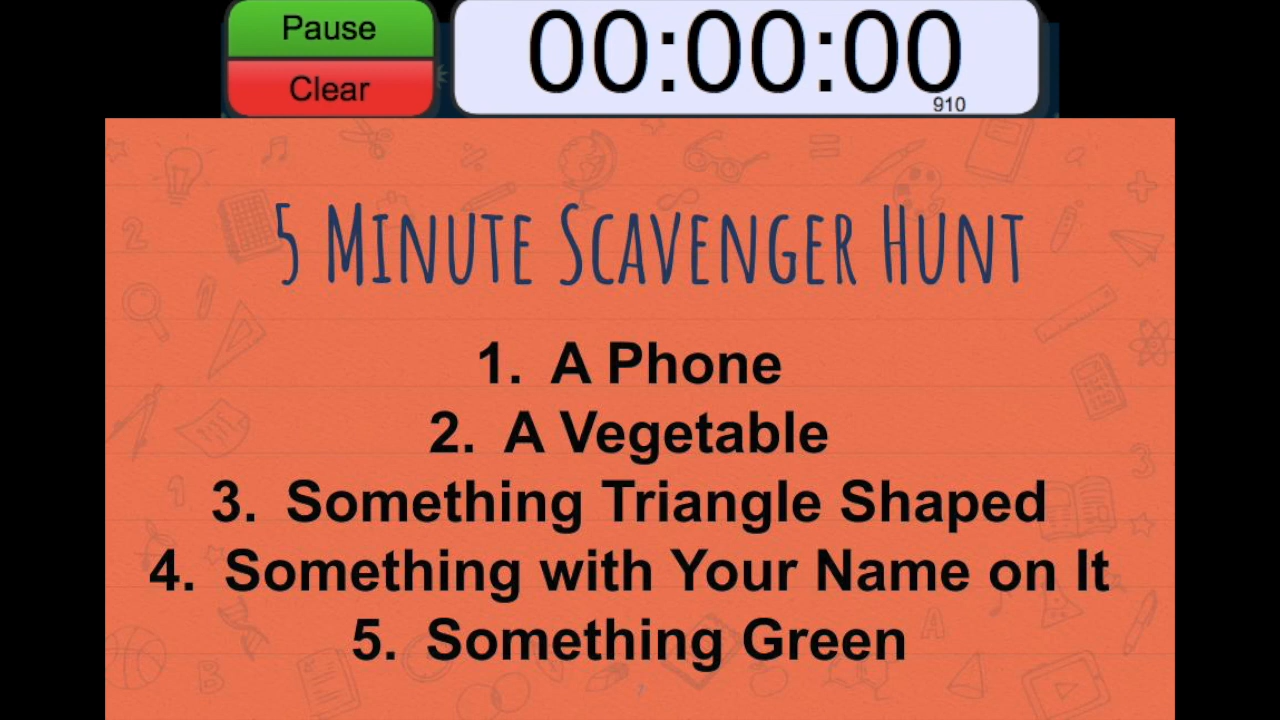 Pause
Clear
00:00:00
910
5 Minute Scavenger Hunt
1. A Phone
2. A Vegetable
3. Something Triangle Shaped
4. Something with Your Name on It
5. Something Green
7